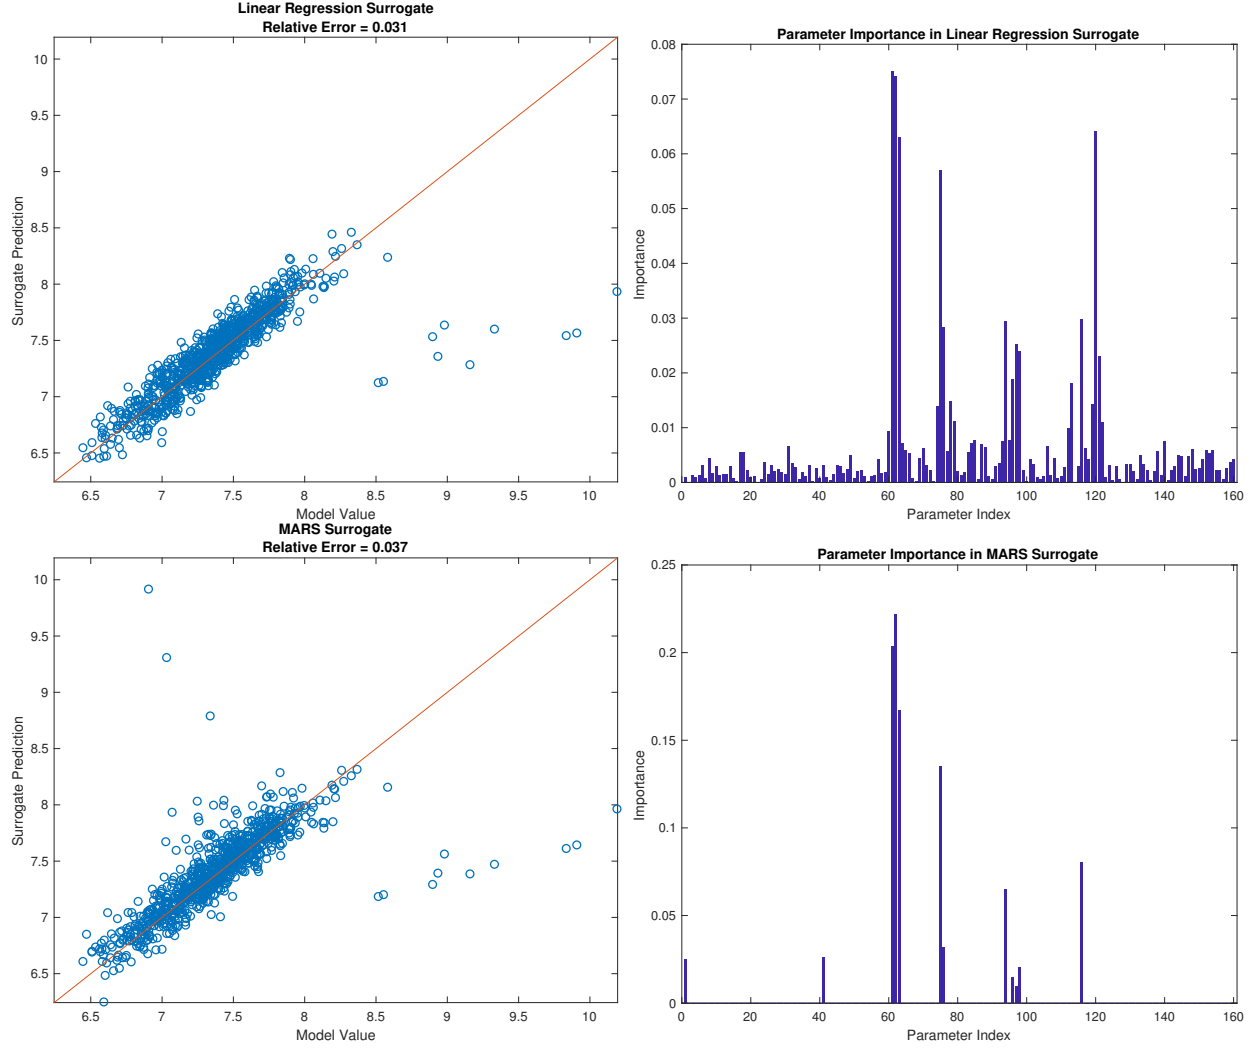 Linear Regression Surrogate
Relative Error = 0.031
10
9.5
9
8.5
8
7.5
7
6.5
Surrogate Prediction
6.5 7 7.5 8 8.5 9 9.5 10
Model Value
Parameter Importance in Linear Regression Surrogate
0.08
0.07
0.06
0.05
0.04
0.03
0.02
0.01
0
Importance
0 20 40 60 80 100 120 140 160
Parameter Index
MARS Surrogate
Relative Error = 0.037
10
9.5
9
8.5
8
7.5
7
6.5
Surrogate Prediction
6.5 7 7.5 8 8.5 9 9.5 10
Model Value
Parameter Importance in MARS Surrogate
0.25
0.2
0.15
0.1
0.05
0
Importance
0 20 40 60 80 100 120 140 160
Parameter Index